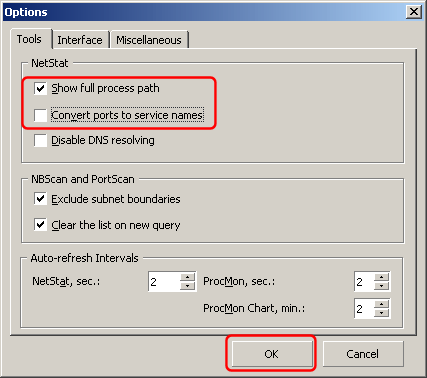 Options
Tools Interface Miscellaneous
NetStat
Show full process path
Convert ports to service names
Disable DNS resolving
NBScan and PortScan
Exclude subnet boundaries
Clear the list on new query
Auto-refresh Intervals
NetStat, sec.: 2 ProcMon, sec.: 2
ProcMon Chart, min.: 2
OK Cancel